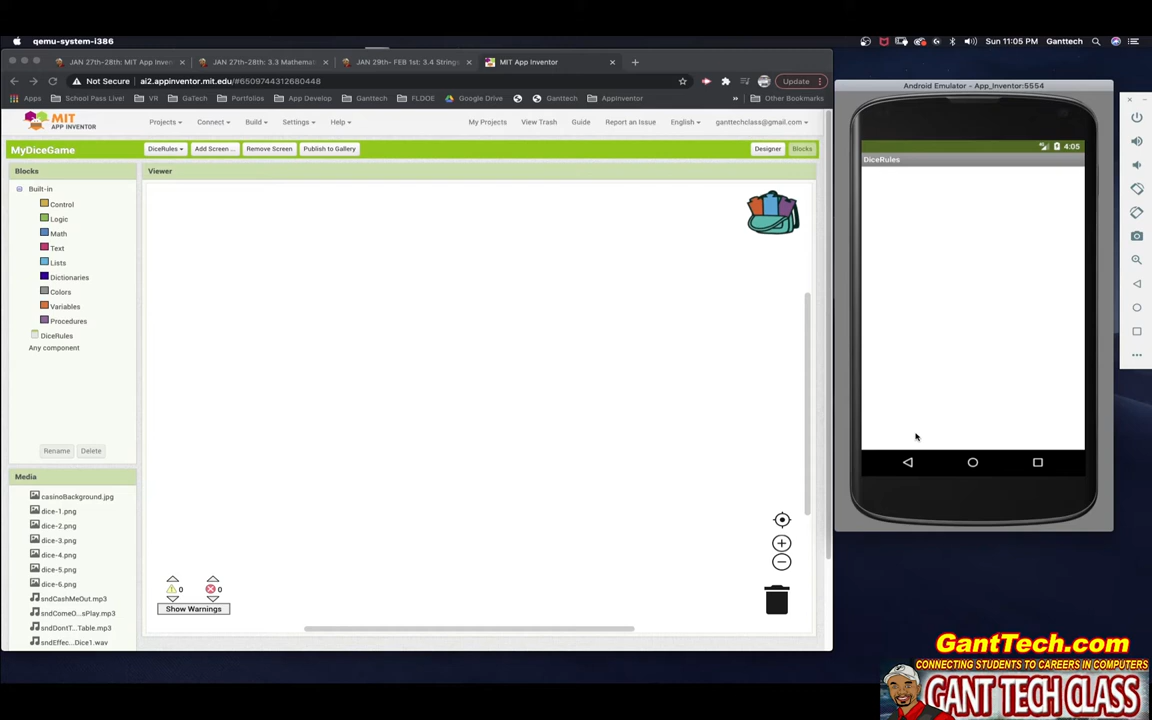 qemu-system-i386
Sun 11:05 PM Ganttech
JAN 27th-28th: MIT App Inven
JAN 27th-28th: 3.3 Mathemat
JAN 29th- FEB 1st: 3.4 Strings
MIT App Inventor
Not Secure ai2.appinventor.mit.edu/#6509744312680448
Update
Apps School Pass Live! VR GaTech Portfolios App Develop Ganttech FLDOE Google Drive Ganttech AppInventor » Other Bookmarks
MIT
APP INVENTOR
Projects Connect Build Settings Help My Projects View Trash Guide Report an Issue English ganttechclass@gmail.com
MyDiceGame
DiceRules Add Screen ... Remove Screen Publish to Gallery Designer Blocks
Blocks
Viewer
Built-in
Control
Logic
Math
Text
Lists
Dictionaries
Colors
Variables
Procedures
DiceRules
Any component
Rename Delete
Media
casinoBackground.jpg
dice-1.png
dice-2.png
dice-3.png
dice-4.png
dice-5.png
dice-6.png
sndCashMeOut.mp3
sndComeO...sPlay.mp3
sndDontT...Table.mp3
sndEffec...Dice1.wav
0 0
Show Warnings
Android Emulator - App_Inventor:5554
4:05
DiceRules
GantTech.com
CONNECTING STUDENTS TO CAREERS IN COMPUTERS
GANT TECH CLASS